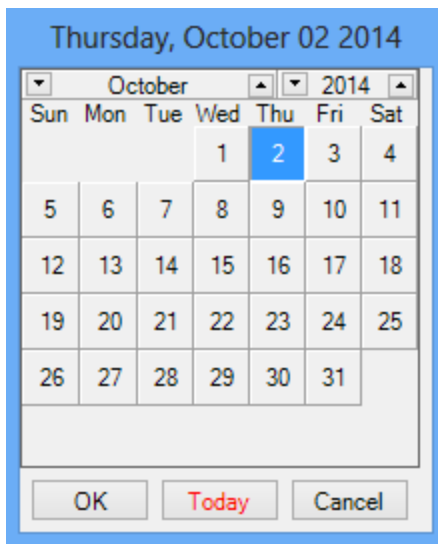 Thursday, October 02 2014
October 2014
Sun Mon Tue Wed Thu Fri Sat
1 2 3 4
5 6 7 8 9 10 11
12 13 14 15 16 17 18
19 20 21 22 23 24 25
26 27 28 29 30 31
OK Today Cancel